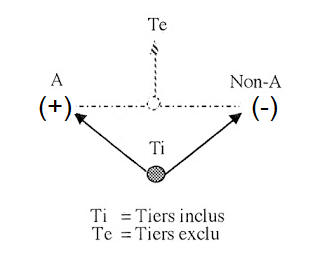 Te
A
Non-A
(+)
(-)
Ti
Ti = Tiers inclus
Te = Tiers exclu